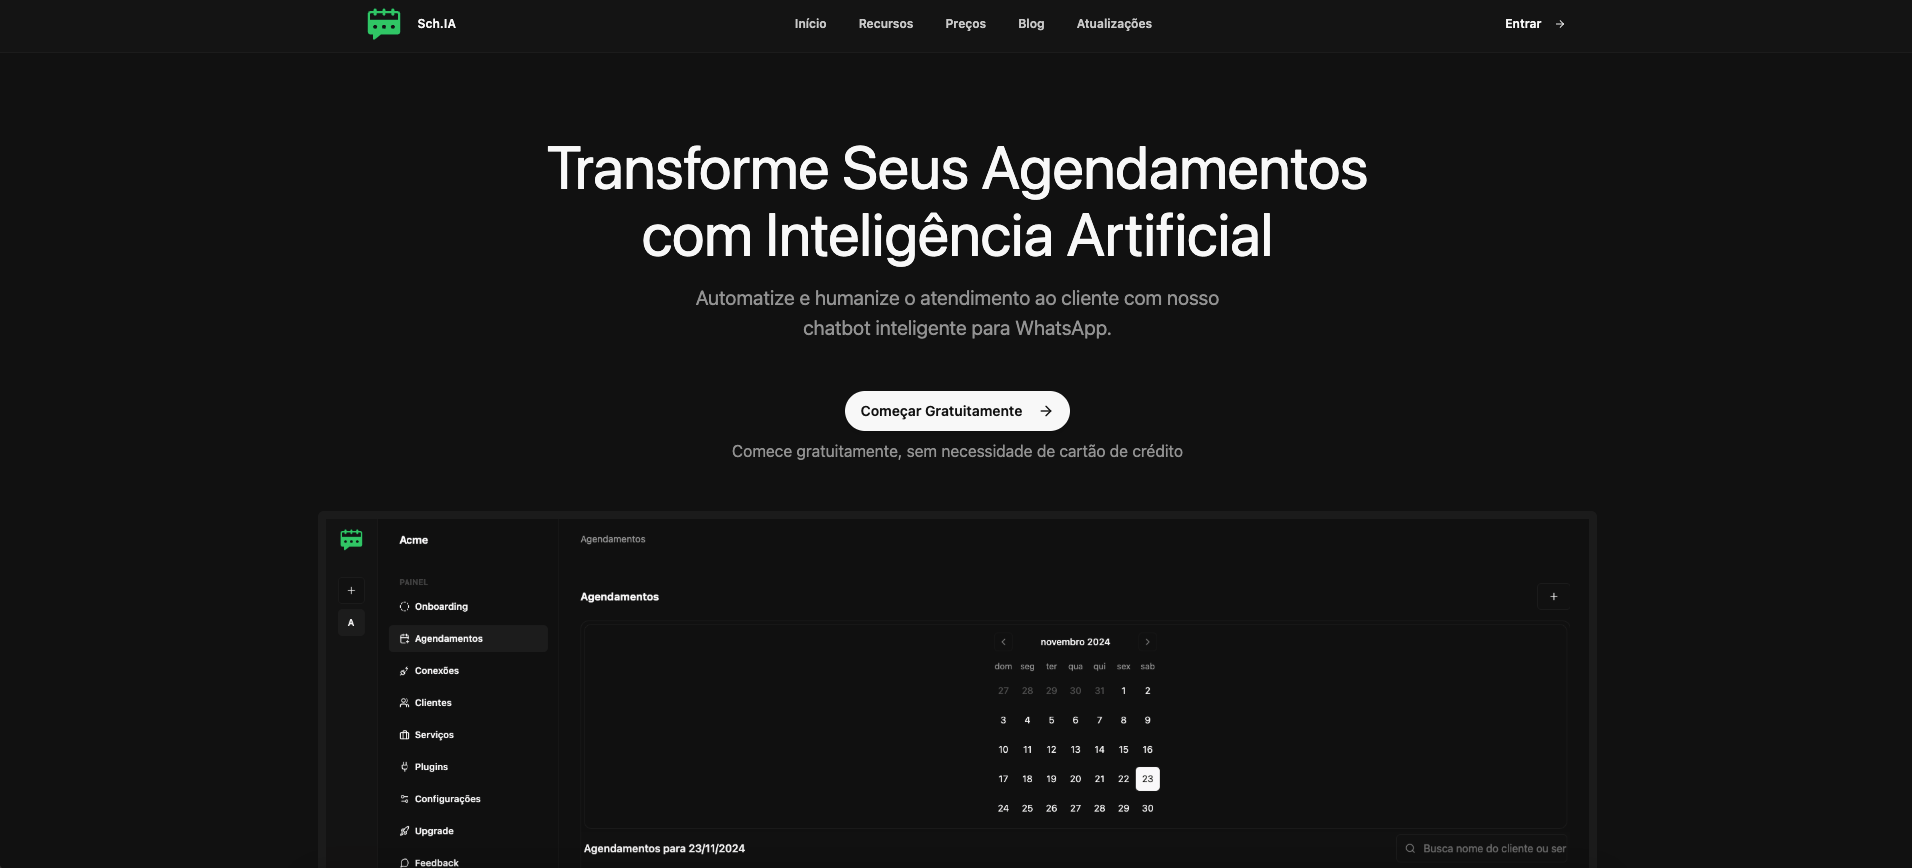 Sch.IA
Início
Recursos
Preços
Blog
Atualizações
Entrar
Transforme Seus Agendamentos
com Inteligência Artificial
Automatize e humanize o atendimento ao cliente com nosso
chatbot inteligente para WhatsApp.
Começar Gratuitamente
Comece gratuitamente, sem necessidade de cartão de crédito
Acme
PAINEL
Onboarding
Agendamentos
Conexões
Clientes
Serviços
Plugins
Configurações
Upgrade
Feedback
+
A
Agendamentos
Agendamentos
+
novembro 2024
dom seg ter qua qui sex sab
27 28 29 30 31 1 2
3 4 5 6 7 8 9
10 11 12 13 14 15 16
17 18 19 20 21 22 23
24 25 26 27 28 29 30
Agendamentos para 23/11/2024
Busca nome do cliente ou ser